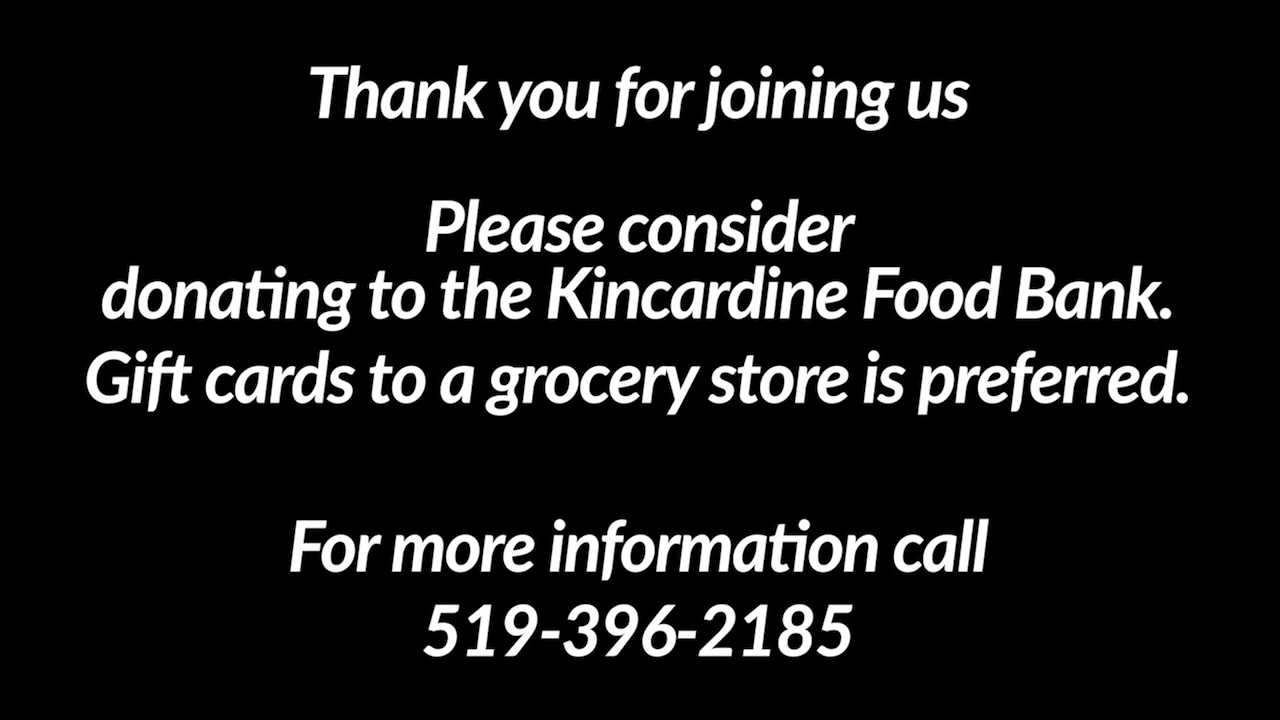 Thank you for joining us
Please consider
donating to the Kincardine Food Bank.
Gift cards to a grocery store is preferred.
For more information call
519-396-2185